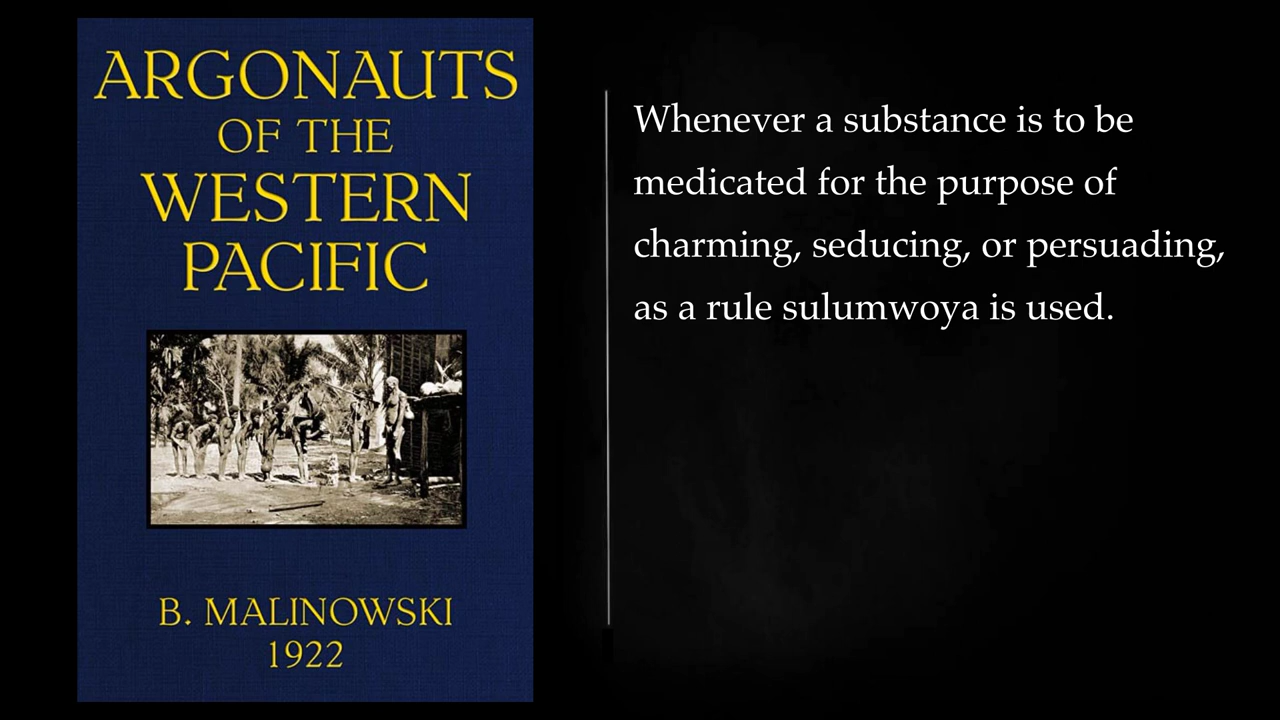 ARGONAUTS
OF THE
WESTERN
PACIFIC
B. MALINOWSKI
1922
Whenever a substance is to be
medicated for the purpose of
charming, seducing, or persuading,
as a rule sulumwoya is used.